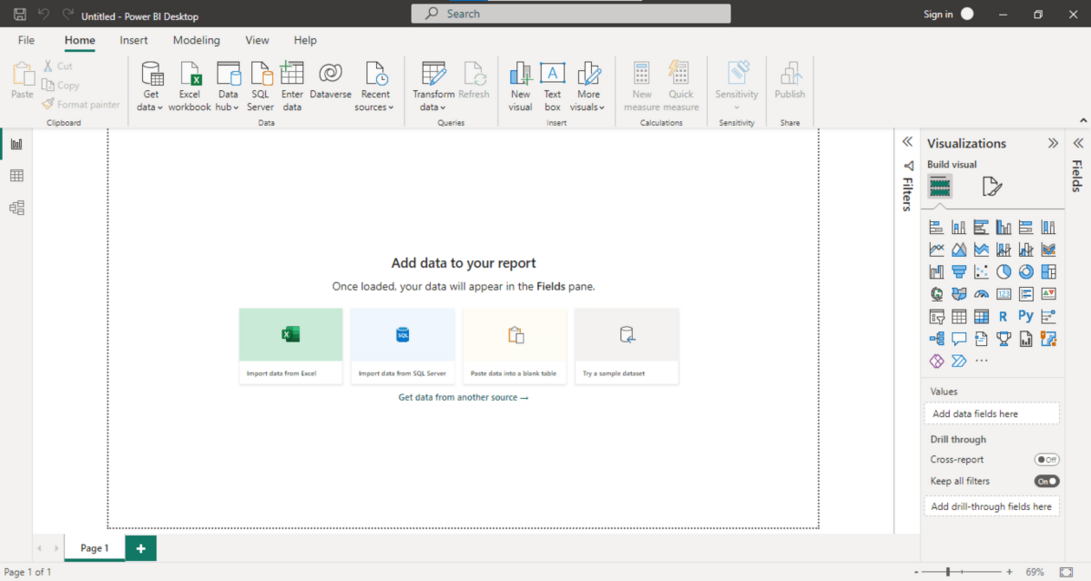 Untitled - Power BI Desktop
Search
Sign in
File Home Insert Modeling View Help
Paste
Cut
Copy
Format painter
Clipboard
Get data
Excel workbook
Data hub
SQL Server
Enter data
Dataverse
Recent sources
Data
Transform data
Refresh
Queries
New visual
Text box
More visuals
Insert
New measure
Quick measure
Calculations
Sensitivity
Sensitivity
Publish
Share
Add data to your report
Once loaded, your data will appear in the Fields pane.
Import data from Excel
SQL
Import data from SQL Server
Paste data into a blank table
Try a sample dataset
Get data from another source →
Filters
Visualizations
Build visual
123
R
Py
Values
Add data fields here
Drill through
Cross-report
Off
Keep all filters
On
Add drill-through fields here
Fields
Page 1
Page 1 of 1
- + 69%